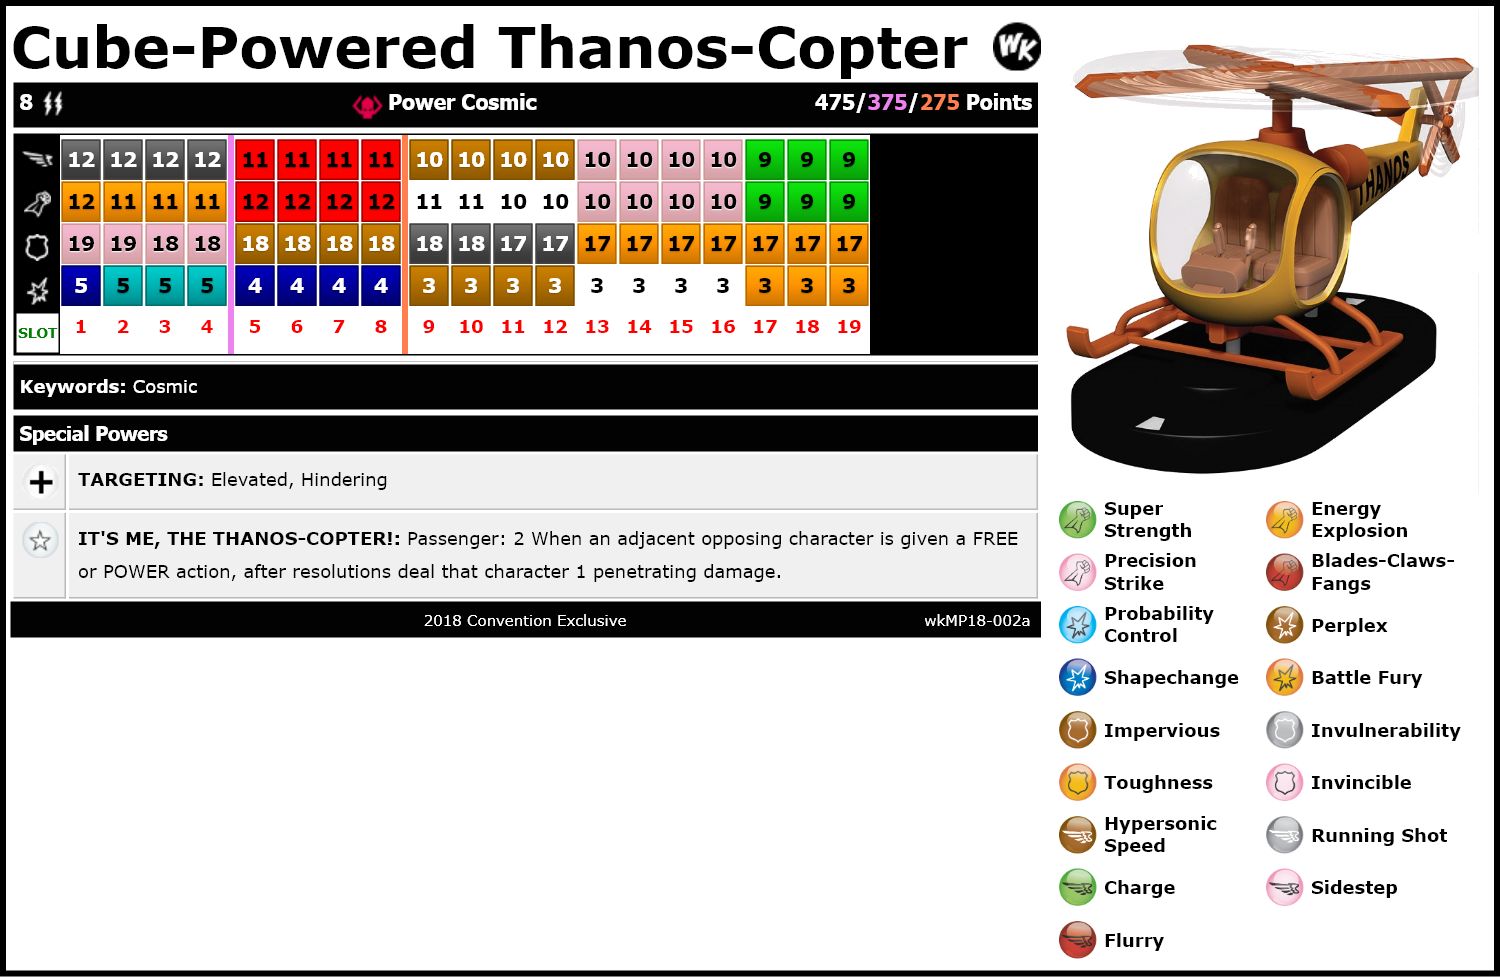 Cube-Powered Thanos-Copter WK
8 Power Cosmic 475/375/275 Points
12 12 12 12 11 11 11 11 10 10 10 10 10 10 10 10 9 9 9
12 11 11 11 12 12 12 12 11 11 10 10 10 10 10 10 9 9 9
19 19 18 18 18 18 18 18 18 18 17 17 17 17 17 17 17 17 17
5 5 5 5 4 4 4 4 3 3 3 3 3 3 3 3 3 3 3
SLOT 1 2 3 4 5 6 7 8 9 10 11 12 13 14 15 16 17 18 19
Keywords: Cosmic
Special Powers
TARGETING: Elevated, Hindering
IT'S ME, THE THANOS-COPTER!: Passenger: 2 When an adjacent opposing character is given a FREE
or POWER action, after resolutions deal that character 1 penetrating damage.
2018 Convention Exclusive wkMP18-002a
THANOS
Super
Strength
Energy
Explosion
Precision
Strike
Blades-Claws-
Fangs
Probability
Control
Perplex
Shapechange
Battle Fury
Impervious
Invulnerability
Toughness
Invincible
Hypersonic
Speed
Running Shot
Charge
Sidestep
Flurry